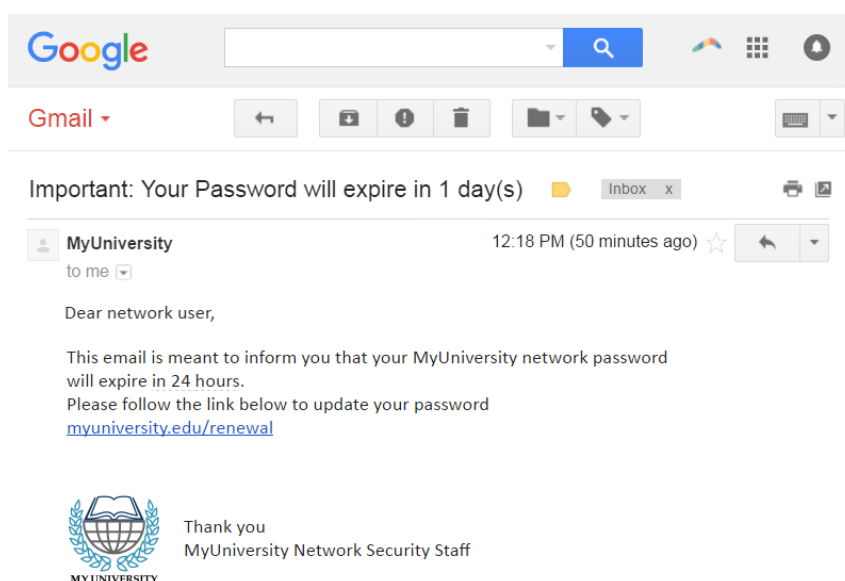 Google
Gmail
Important: Your Password will expire in 1 day(s) Inbox x
MyUniversity 12:18 PM (50 minutes ago)
to me
Dear network user,
This email is meant to inform you that your MyUniversity network password
will expire in 24 hours.
Please follow the link below to update your password
myuniversity.edu/renewal
Thank you
MyUniversity Network Security Staff
MY UNIVERSITY